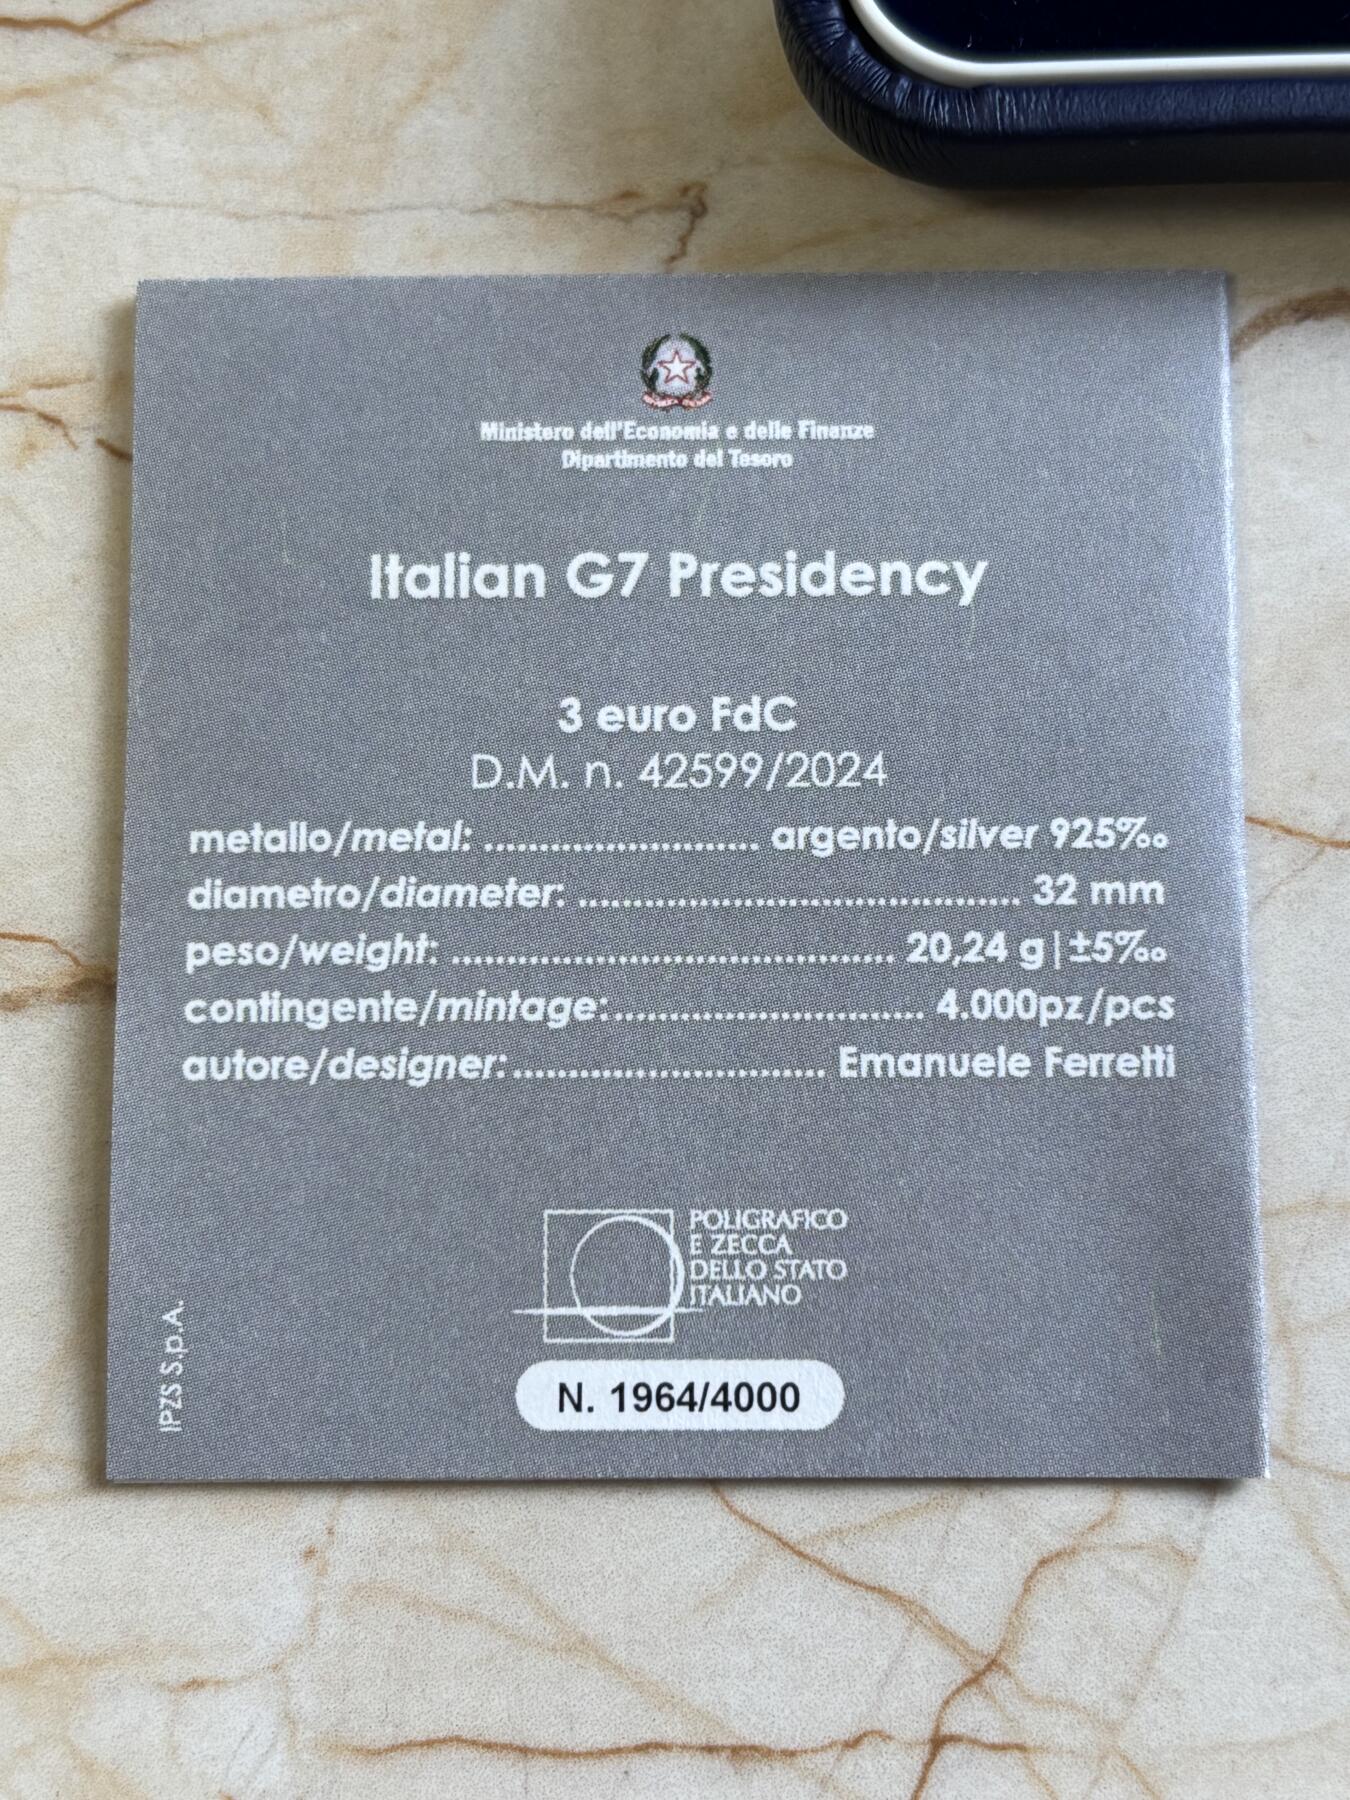 Ministero dell'Economia e delle Finanze
Dipartimento del Tesoro
Italian G7 Presidency
3 euro FdC
D.M. n. 42599/2024
metallo/metal: ........................ argento/silver 925‰
diametro/diameter: ....................................... 32 mm
peso/weight: ....................................... 20,24 g|±5‰
contingente/mintage:............................ 4.000pz/pcs
autore/designer:............................ Emanuele Ferretti
POLIGRAFICO
E ZECCA
DELLO STATO
ITALIANO
IPZS S.p.A.
N. 1964/4000